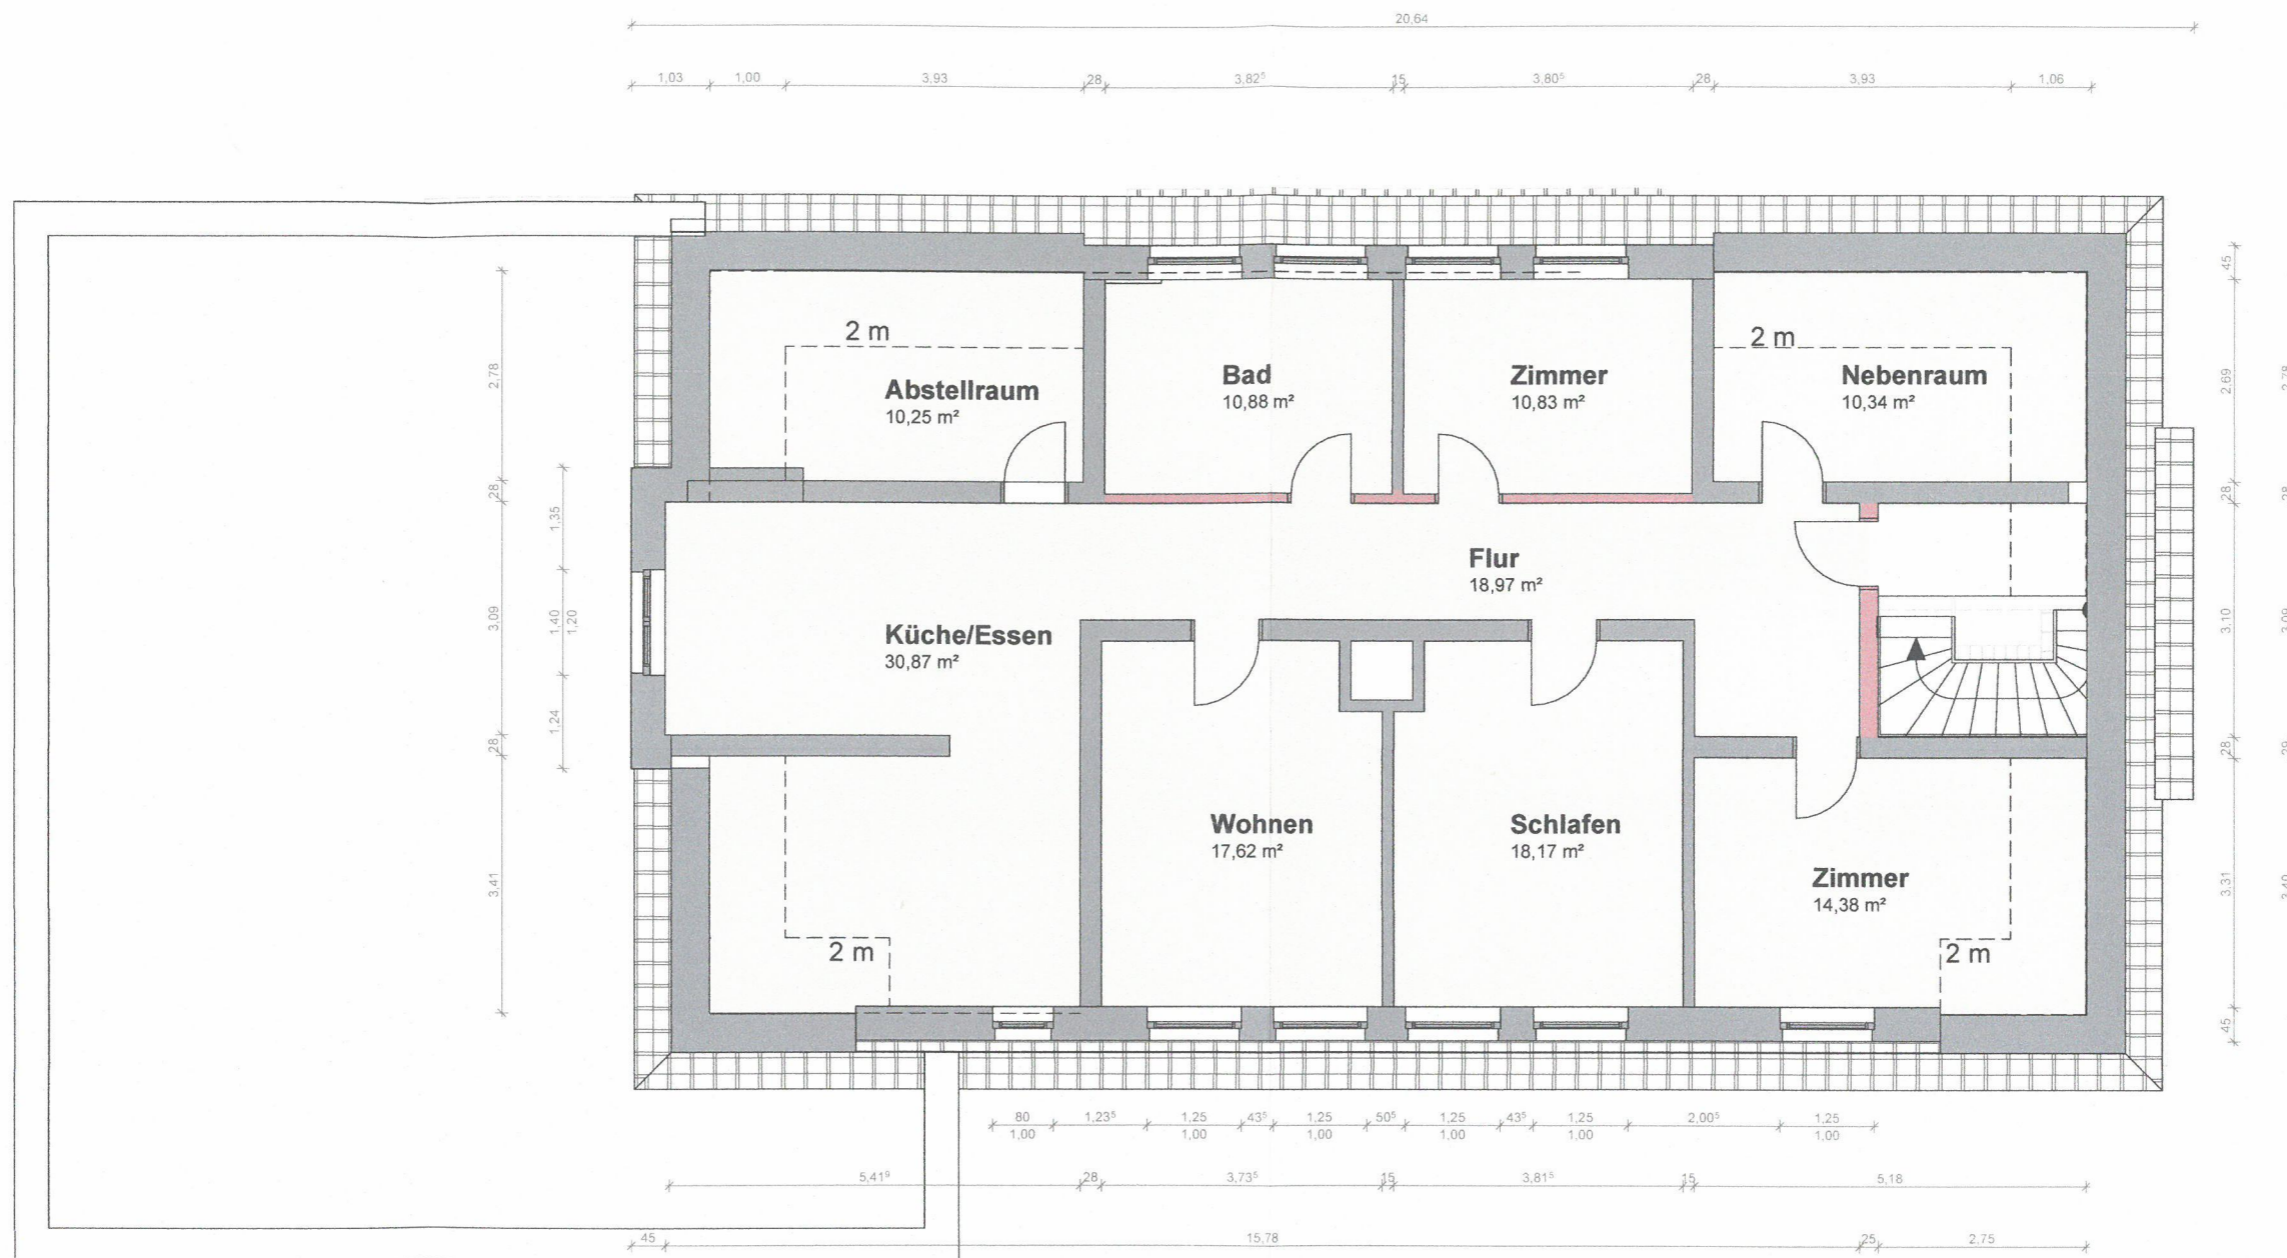 20,64
1,03 1,00 3,93 28 3,82⁵ 15 3,80⁵ 28 3,93 1,06
2 m
Abstellraum
10,25 m²
Bad
10,88 m²
Zimmer
10,83 m²
2 m
Nebenraum
10,34 m²
2,78
28
3,09
28
3,41
1,35
1,40
1,20
1,24
Flur
18,97 m²
Küche/Essen
30,87 m²
Wohnen
17,62 m²
Schlafen
18,17 m²
Zimmer
14,38 m²
2 m
2 m
45
2,69
28
3,10
28
3,31
45
2,78
28
3,09
3,40
80 1,23⁵ 1,25 43⁵ 1,25 50⁵ 1,25 43⁵ 1,25 2,00⁵ 1,25
1,00 1,00 1,00 1,00 1,00 1,00
5,41⁹ 28 3,73⁵ 15 3,81⁵ 15 5,18
45 15,78 25 2,75